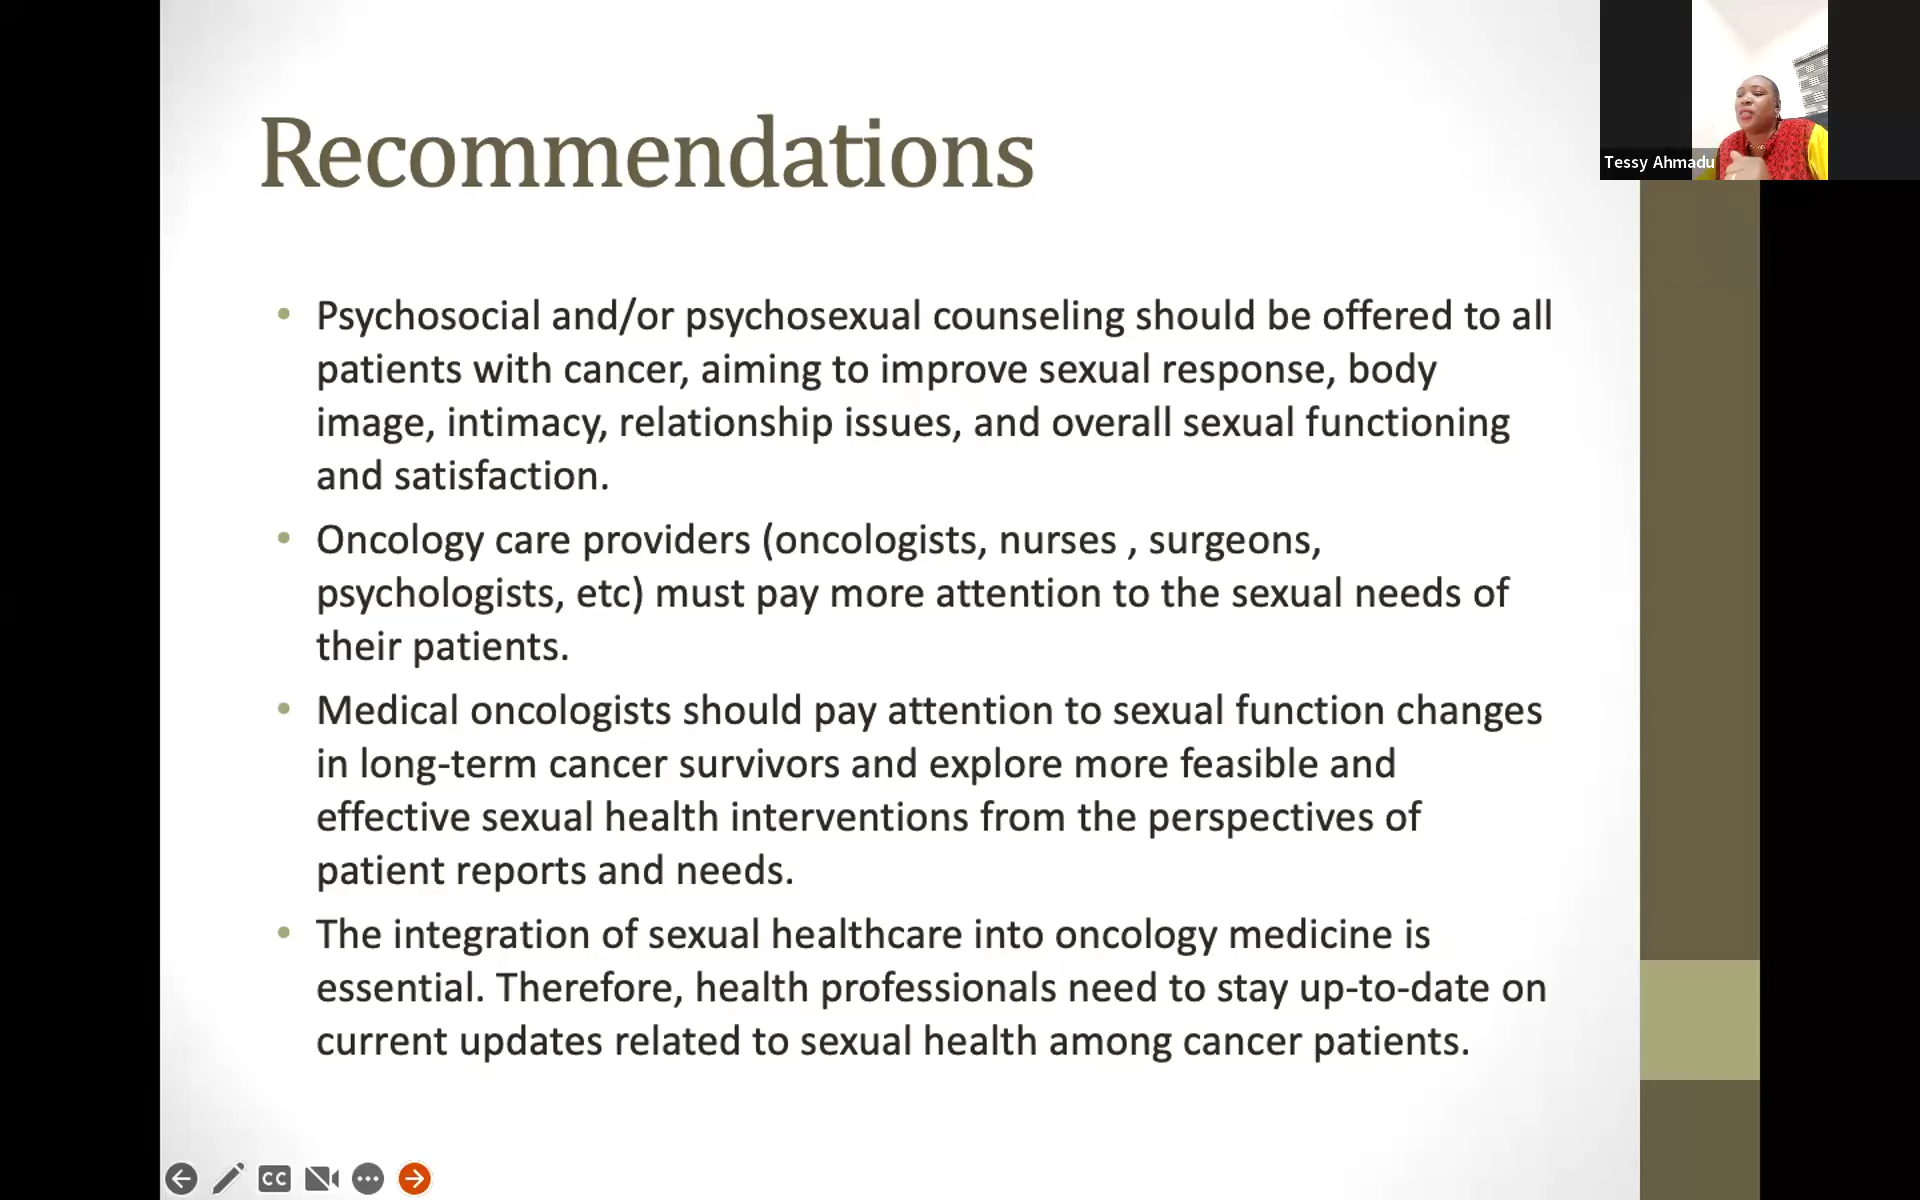 Recommendations
Tessy Ahmadu
• Psychosocial and/or psychosexual counseling should be offered to all
patients with cancer, aiming to improve sexual response, body
image, intimacy, relationship issues, and overall sexual functioning
and satisfaction.
• Oncology care providers (oncologists, nurses , surgeons,
psychologists, etc) must pay more attention to the sexual needs of
their patients.
• Medical oncologists should pay attention to sexual function changes
in long-term cancer survivors and explore more feasible and
effective sexual health interventions from the perspectives of
patient reports and needs.
• The integration of sexual healthcare into oncology medicine is
essential. Therefore, health professionals need to stay up-to-date on
current updates related to sexual health among cancer patients.
CC